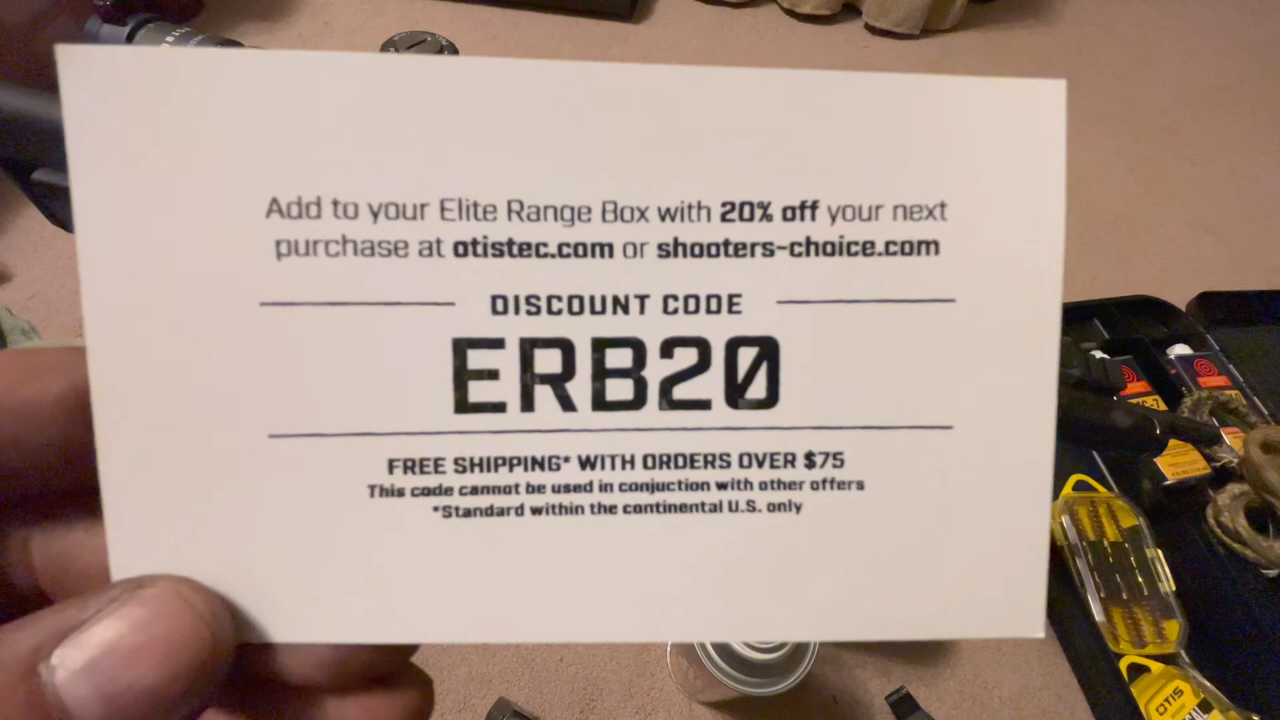 Add to your Elite Range Box with 20% off your next
purchase at otistec.com or shooters-choice.com
DISCOUNT CODE
ERB20
FREE SHIPPING* WITH ORDERS OVER $75
This code cannot be used in conjuction with other offers
*Standard within the continental U.S. only
OTIS